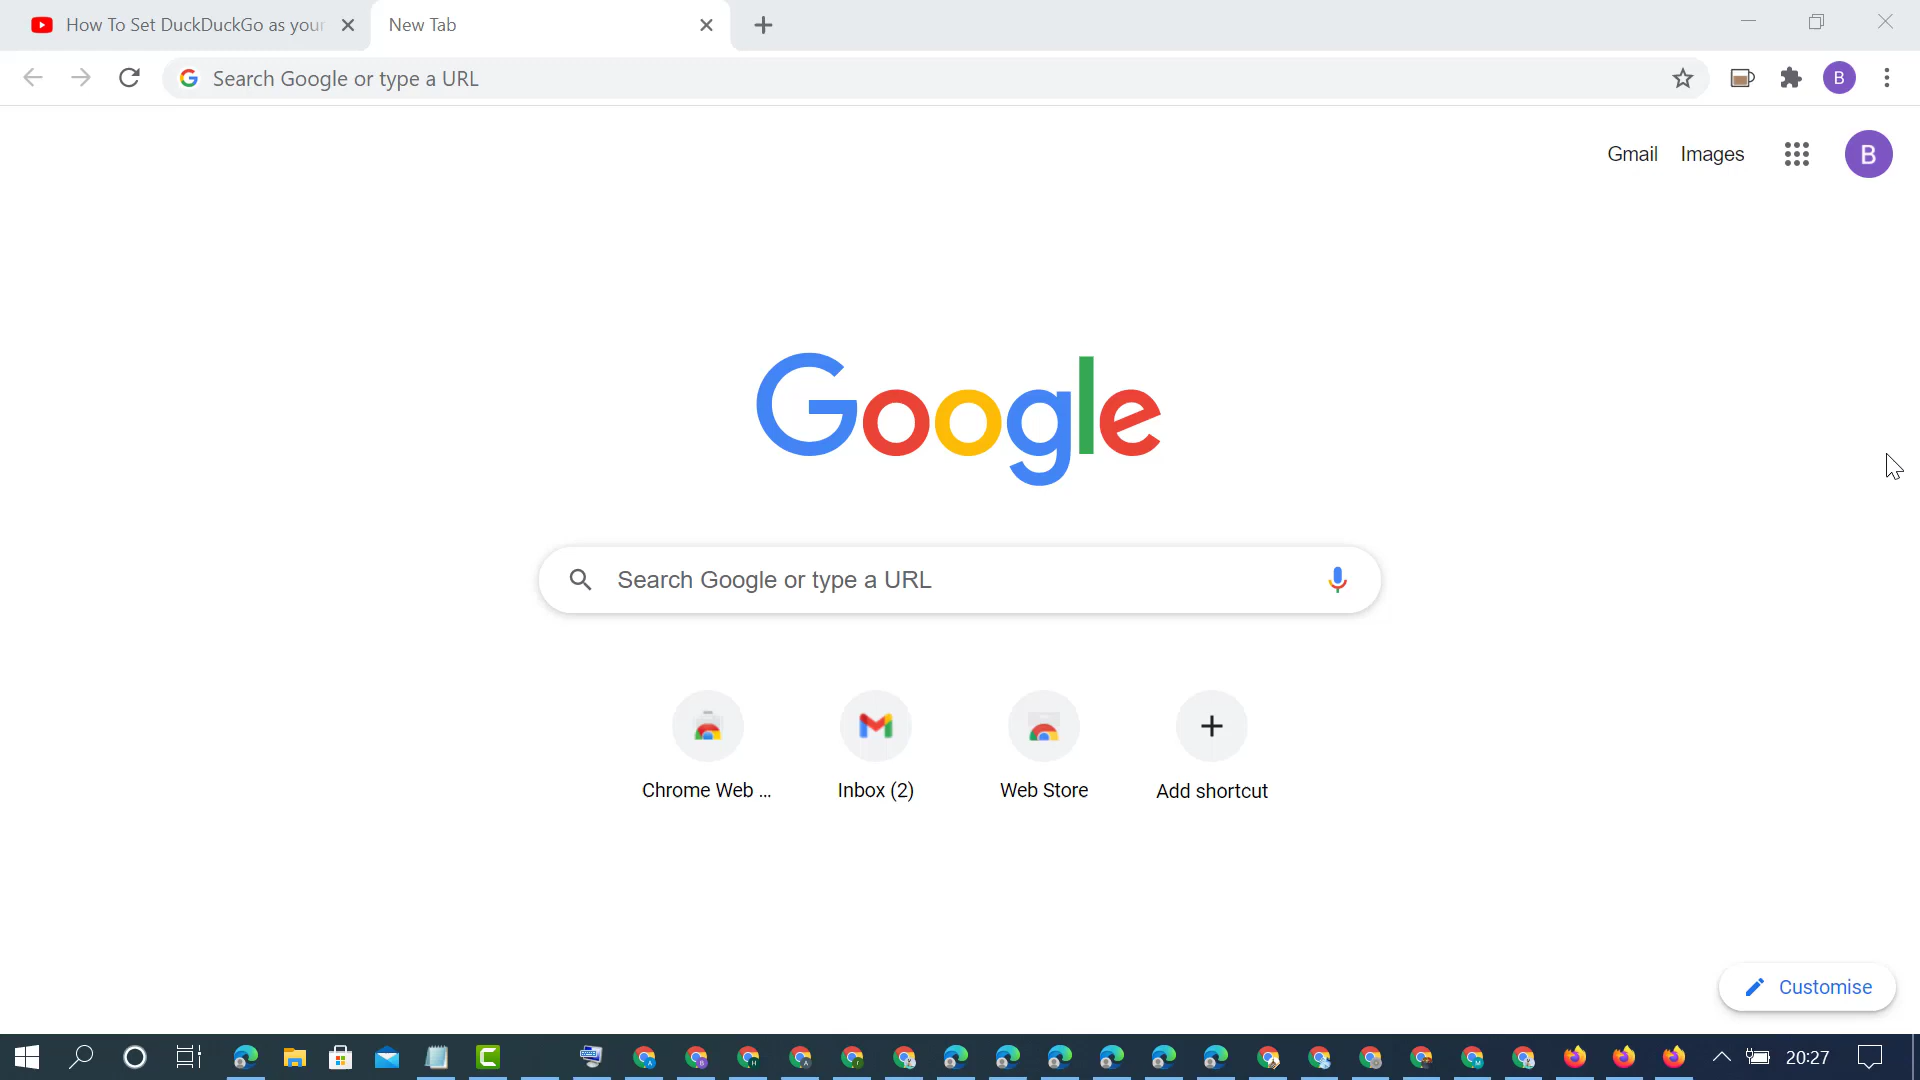 How To Set DuckDuckGo as your
New Tab
Search Google or type a URL
B
Gmail
Images
B
Google
Search Google or type a URL
Chrome Web ...
Inbox (2)
Web Store
Add shortcut
Customise
20:27